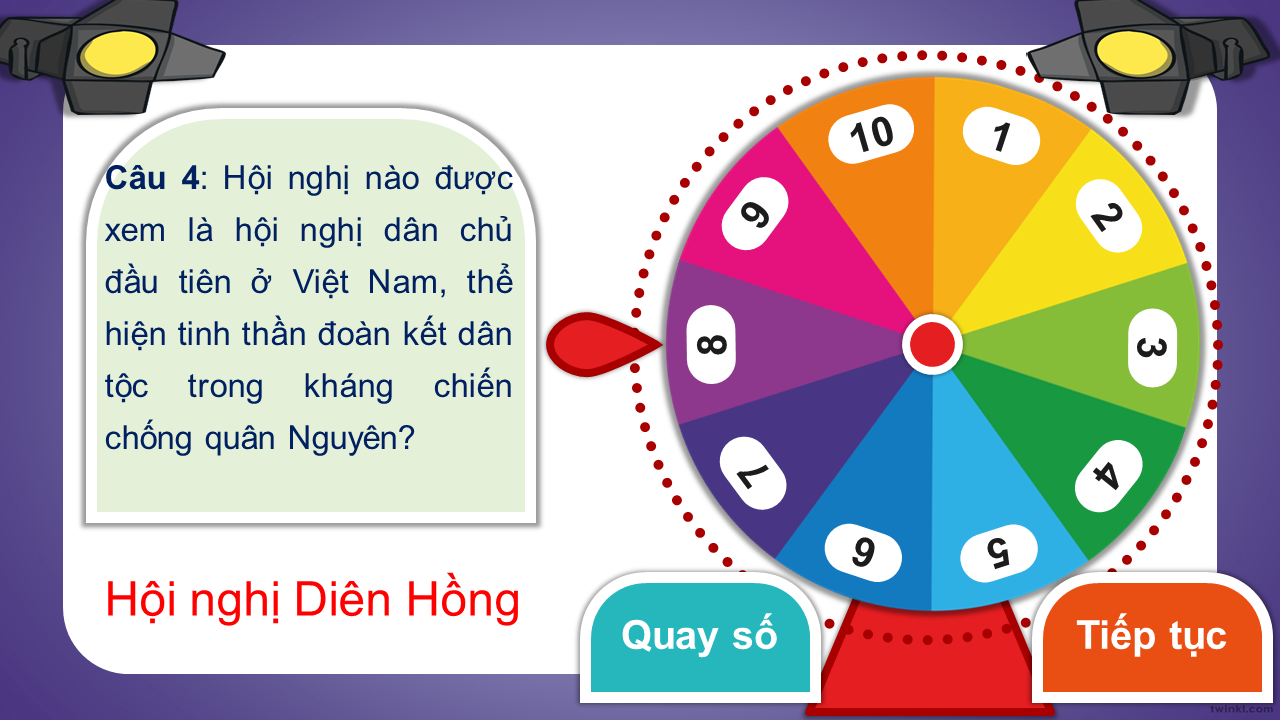 Câu 4: Hội nghị nào được
xem là hội nghị dân chủ
đầu tiên ở Việt Nam, thể
hiện tinh thần đoàn kết dân
tộc trong kháng chiến
chống quân Nguyên?
Hội nghị Diên Hồng
10
1
9
2
8
3
7
4
6
5
Quay số
Tiếp tục
twinkl.com